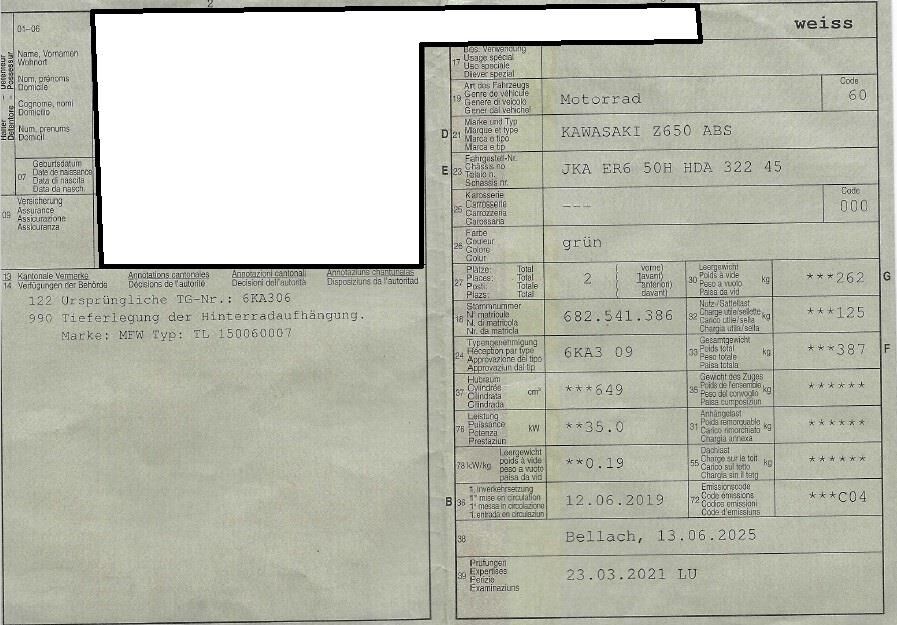 weiss
01-06
Name, Vornamen
Wohnort
Nom, prénoms
Domicile
Cognome, nomi
Domicilio
Num, prenums
Domicil
07
Geburtsdatum
Date de naissance
Data di nascita
Data da nasch.
09
Versicherung
Assurance
Assicurazione
Assicuranza
13 Kantonale Vermerke Annotations cantonales Annotazioni cantonali Annotaziuns chantunalas
14 Verfügungen der Behörde Décisions de l'autorité Decisioni dell'autorità Disposiziuns da l'autoritad
122 Ursprüngliche TG-Nr.: 6KA306
990 Tieferlegung der Hinterradaufhängung.
Marke: MFW Typ: TL 150060007
17
Bes. Verwendung
Usage spécial
Uso speciale
Diever spezial
19
Art des Fahrzeugs
Genre de véhicule
Genere di veicolo
Gener dal vehichel
Motorrad
Code
60
D 21
Marke und Typ
Marque et type
Marca e tipo
Marca e tip
KAWASAKI Z650 ABS
E 23
Fahrgestell-Nr.
Châssis no
Telaio n.
Schassis nr.
JKA ER6 50H HDA 322 45
25
Karosserie
Carrosserie
Carrozzeria
Carossaria
---
Code
000
26
Farbe
Couleur
Colore
Colur
grün
27
Plätze: Total
Places: Total
Posti: Totale
Plazs: Total
2
( vorne)
( devant)
( anteriori)
( davant)
30
Leergewicht
Poids à vide
Peso a vuoto
Paisa da vid
kg
***262
G
18
Stammnummer
N° matricule
N. di matricola
Nr. da matricla
682.541.386
32
Nutz-/Sattellast
Charge utile/sellette
Carico utile/sella
Chargia utila/sella
kg
***125
24
Typengenehmigung
Réception par type
Approvazione del tipo
Approvaziun dal tip
6KA3 09
33
Gesamtgewicht
Poids total
Peso totale
Paisa totala
kg
***387
F
37
Hubraum
Cylindrée
Cilindrata
Cilindrada
cm³
***649
35
Gewicht des Zuges
Poids de l'ensemble
Peso del convoglio
Paisa cumposiziun
kg
******
76
Leistung
Puissance
Potenza
Prestaziun
kW
**35.0
31
Anhängelast
Poids remorquable
Carico rimorchiato
Chargia annexa
kg
******
78 kW/kg
Leergewicht
poids à vide
peso a vuoto
paisa da vid
**0.19
55
Dachlast
Charge sur le toit
Carico sul tetto
Chargia sin il tetg
kg
******
B 36
1. Inverkehrsetzung
1re mise en circulation
1a messa in circolazione
1. entrada en circulaziun
12.06.2019
72
Emissionscode
Code émissions
Codice emissioni
Code d'emissiuns
***C04
38
Bellach, 13.06.2025
39
Prüfungen
Expertises
Perizie
Examinaziuns
23.03.2021 LU